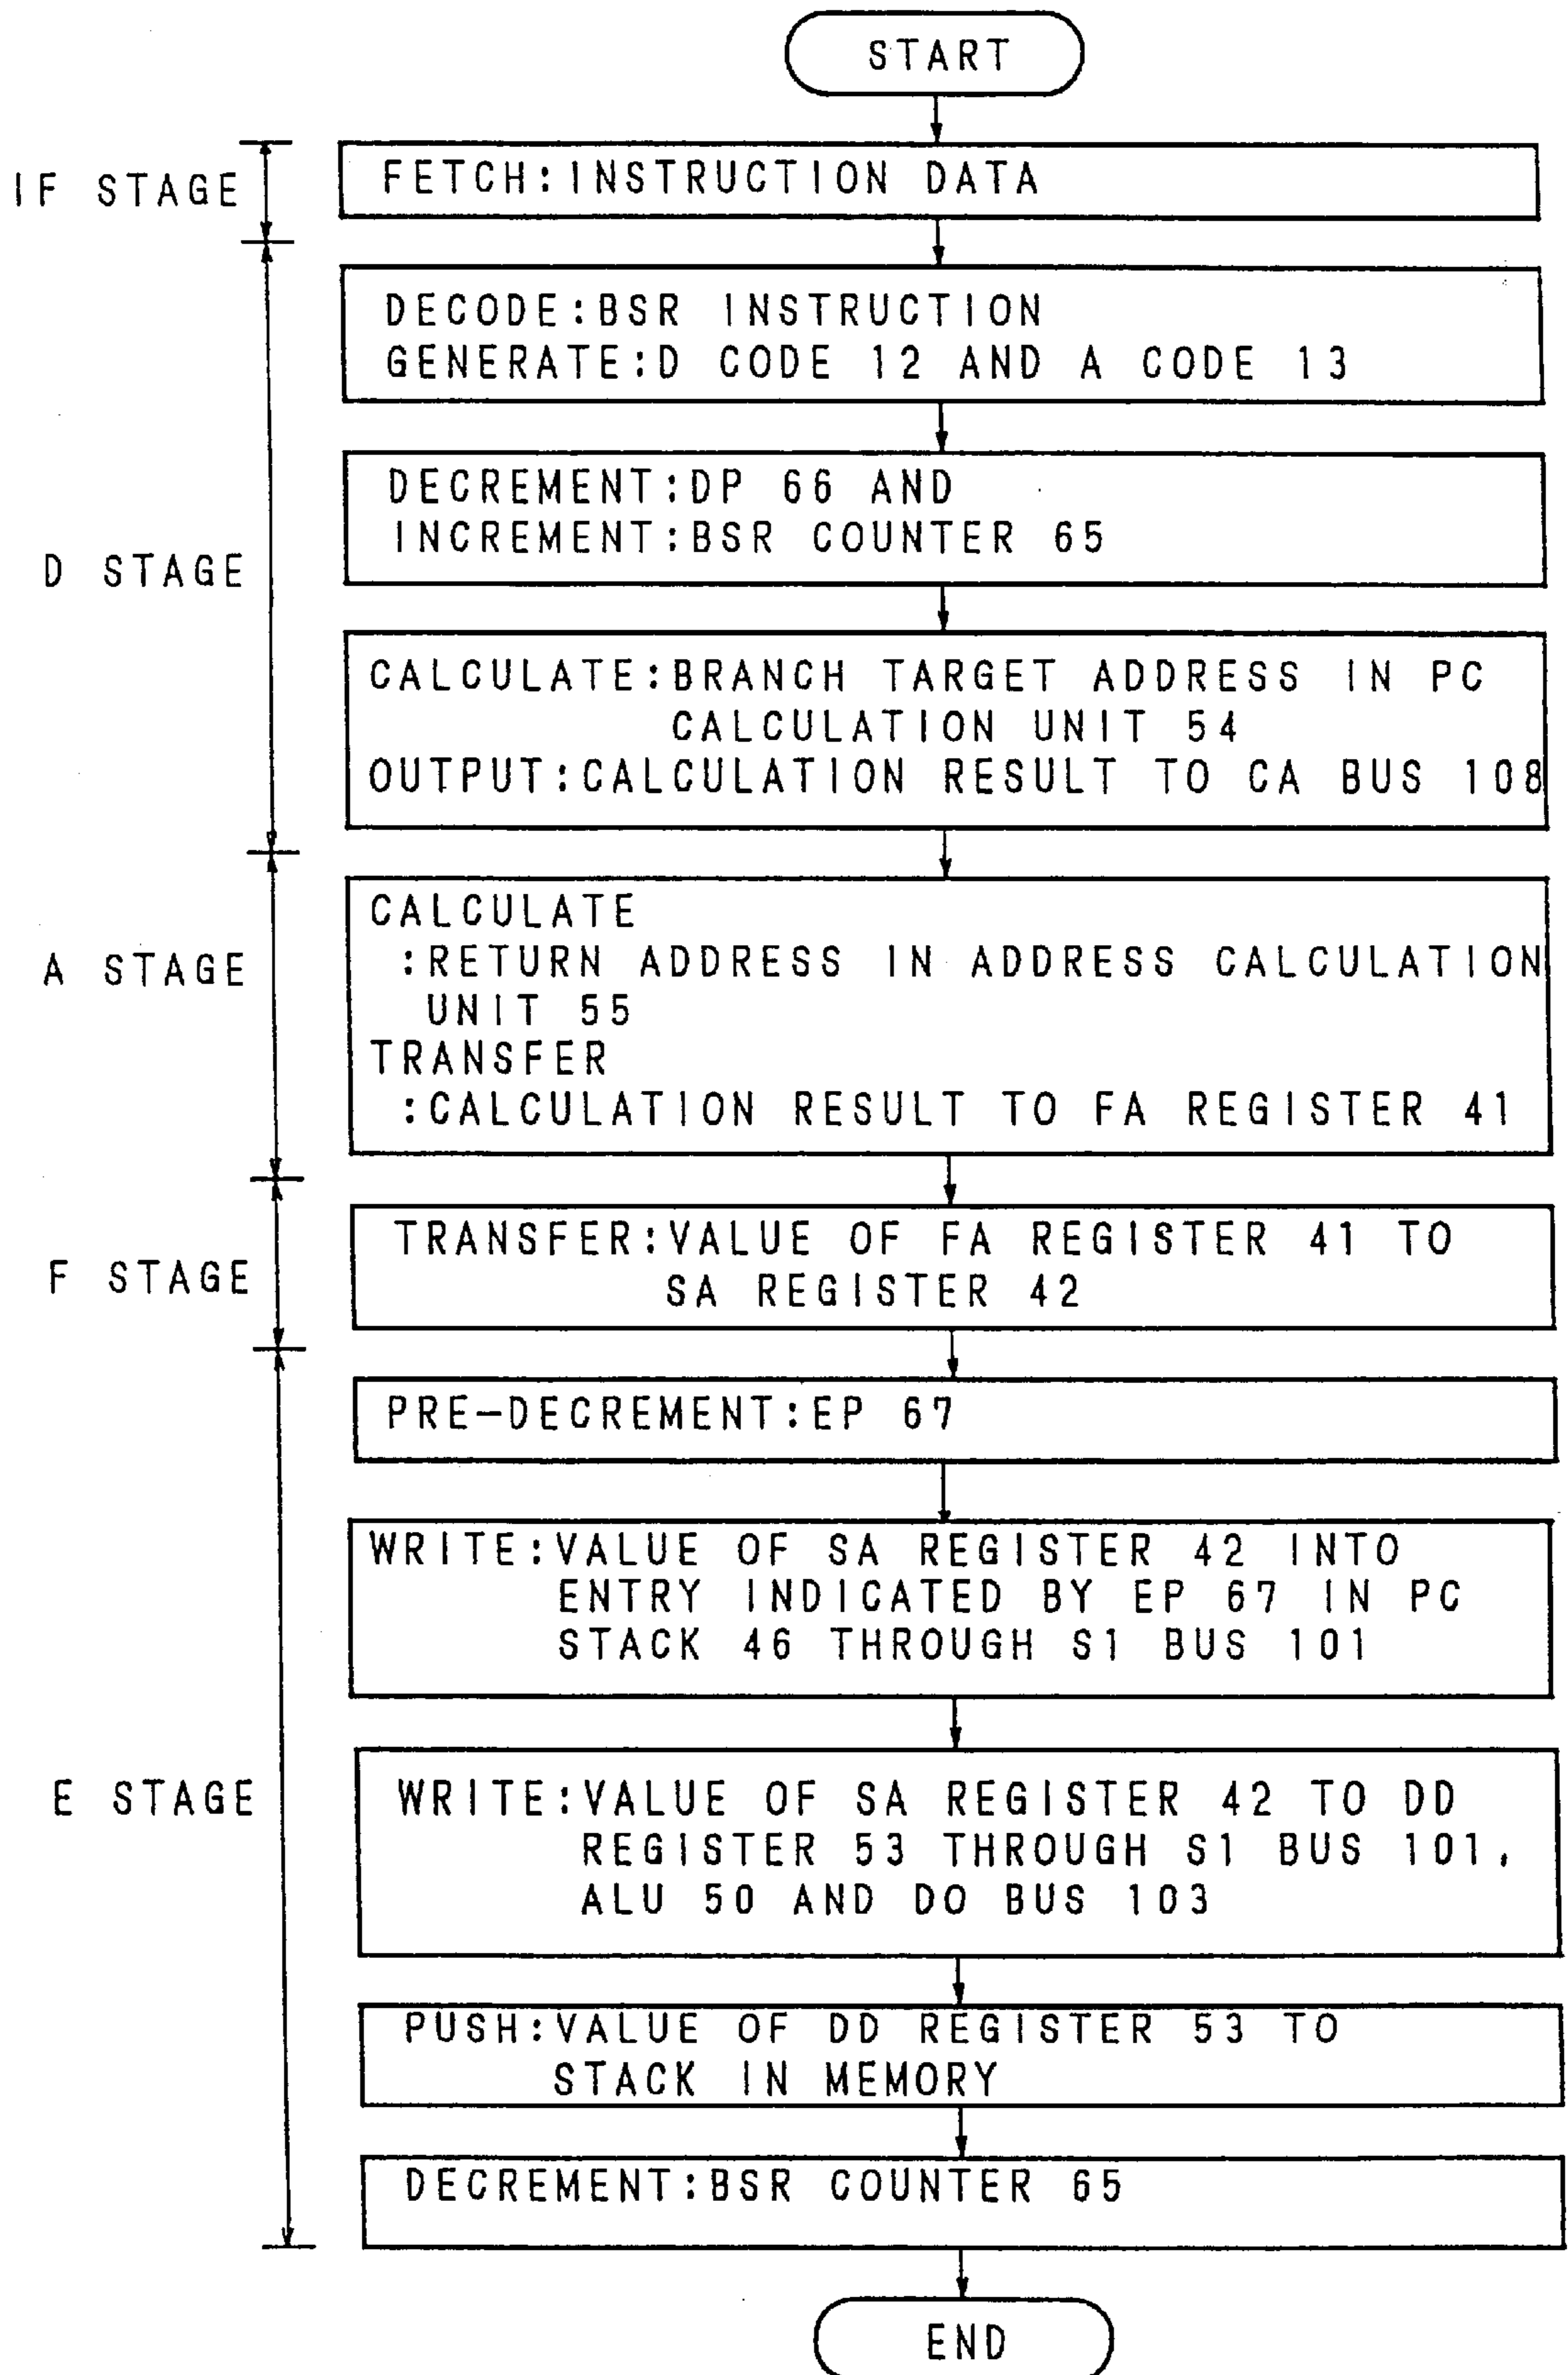 START
IF STAGE
FETCH:INSTRUCTION DATA
DECODE:BSR INSTRUCTION
GENERATE:D CODE 12 AND A CODE 13
DECREMENT:DP 66 AND
INCREMENT:BSR COUNTER 65
D STAGE
CALCULATE:BRANCH TARGET ADDRESS IN PC
CALCULATION UNIT 54
OUTPUT:CALCULATION RESULT TO CA BUS 108
CALCULATE
:RETURN ADDRESS IN ADDRESS CALCULATION
UNIT 55
A STAGE
TRANSFER
:CALCULATION RESULT TO FA REGISTER 41
TRANSFER:VALUE OF FA REGISTER 41 TO
SA REGISTER 42
F STAGE
PRE-DECREMENT:EP 67
WRITE:VALUE OF SA REGISTER 42 INTO
ENTRY INDICATED BY EP 67 IN PC
STACK 46 THROUGH S1 BUS 101
E STAGE
WRITE:VALUE OF SA REGISTER 42 TO DD
REGISTER 53 THROUGH S1 BUS 101,
ALU 50 AND DO BUS 103
PUSH:VALUE OF DD REGISTER 53 TO
STACK IN MEMORY
DECREMENT:BSR COUNTER 65
END